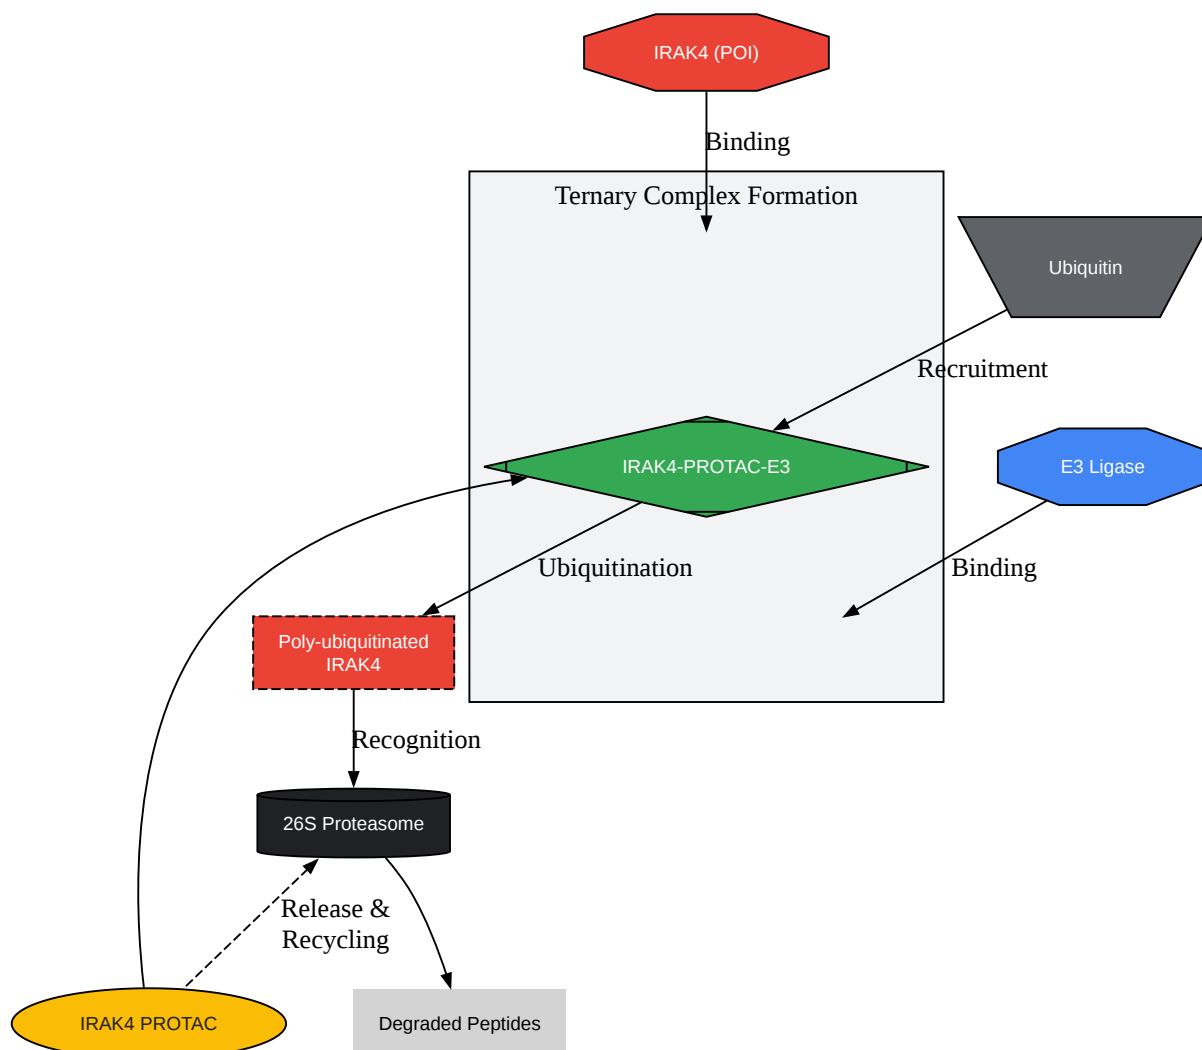 IRAK4 (POI)
Binding
Ternary Complex Formation
Ubiquitin
Recruitment
IRAK4-PROTAC-E3
E3 Ligase
Ubiquitination
Binding
Poly-ubiquitinated
IRAK4
Recognition
26S Proteasome
Release &
Recycling
IRAK4 PROTAC
Degraded Peptides